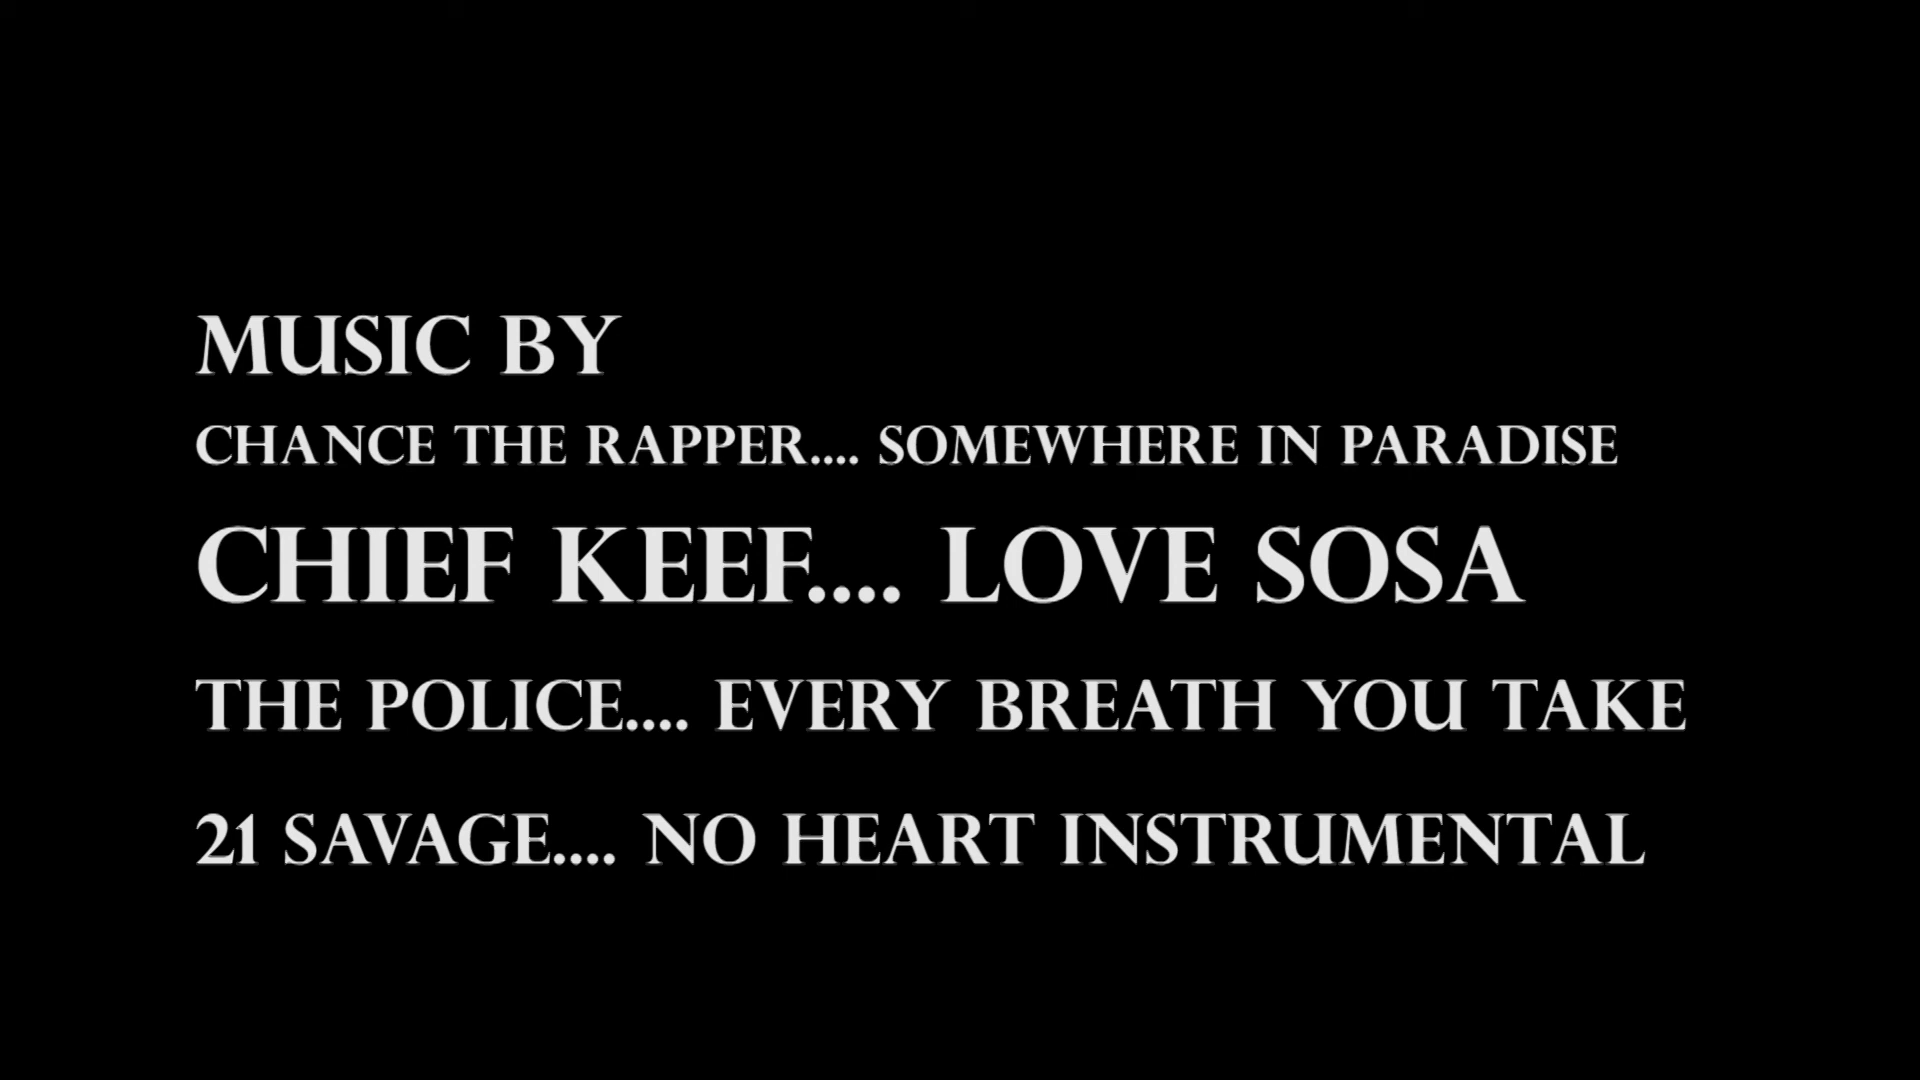 MUSIC BY
CHANCE THE RAPPER.... SOMEWHERE IN PARADISE
CHIEF KEEF.... LOVE SOSA
THE POLICE.... EVERY BREATH YOU TAKE
21 SAVAGE.... NO HEART INSTRUMENTAL